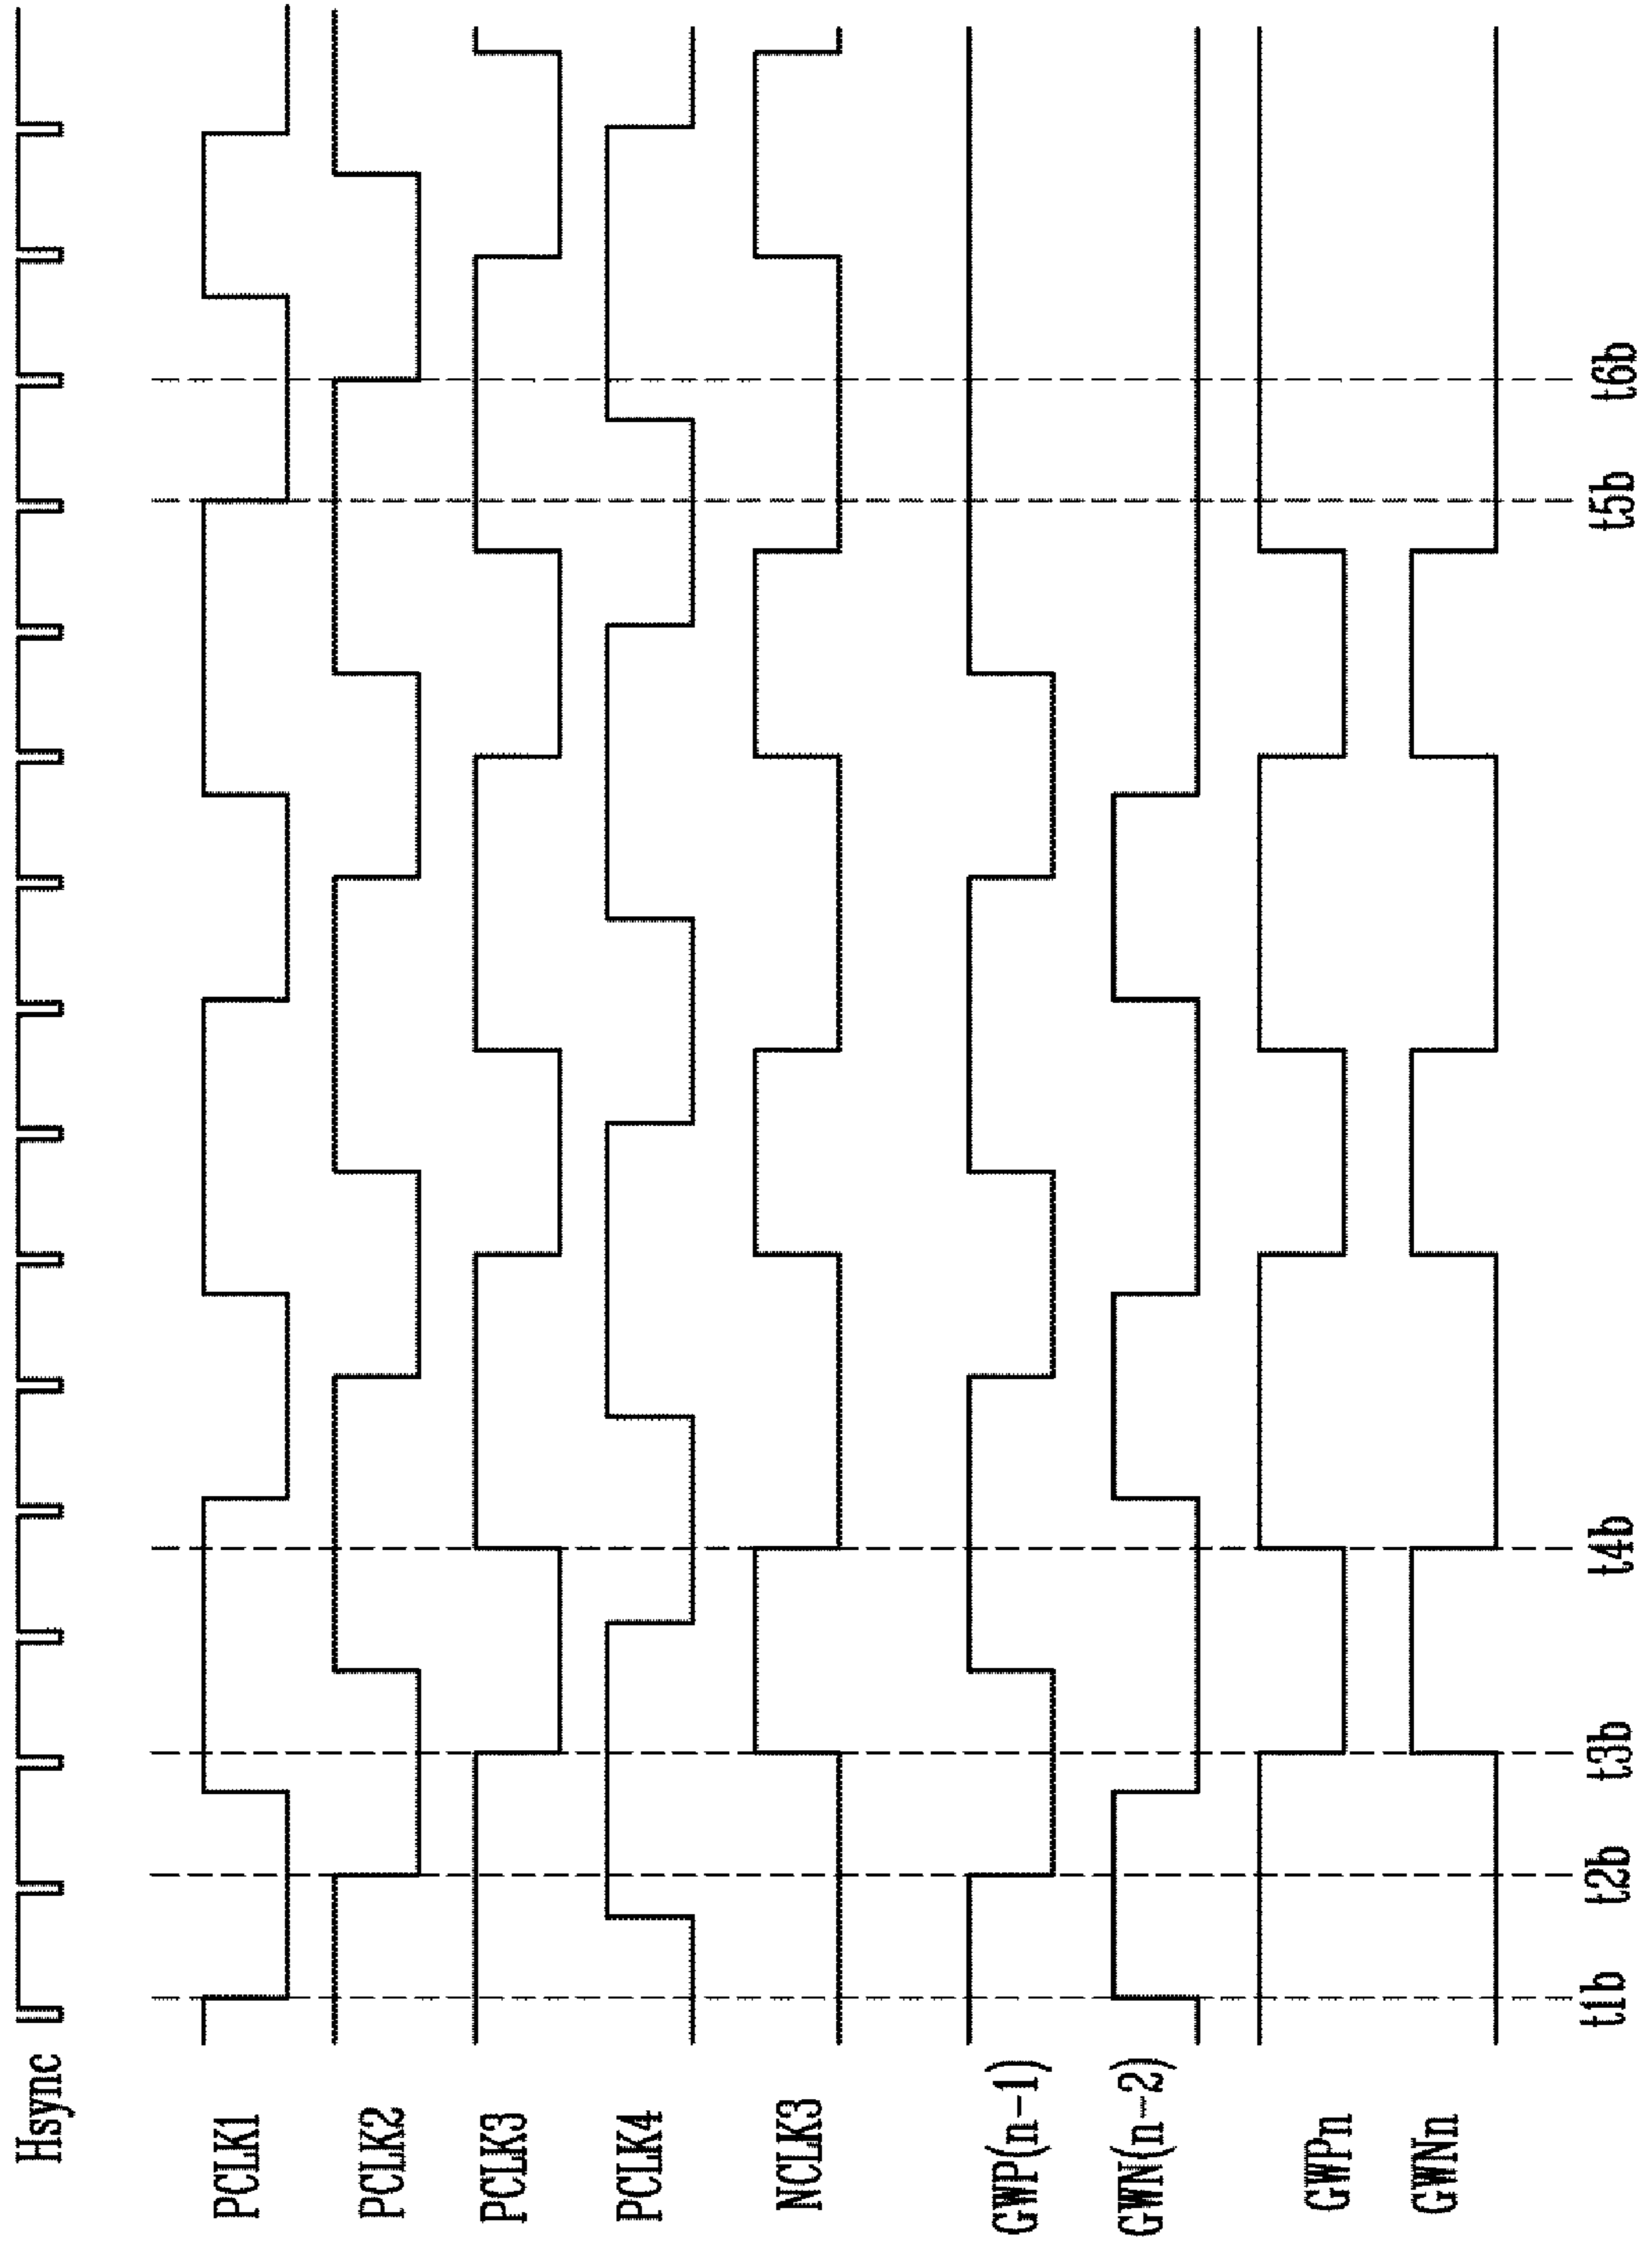 Hsync
PCLK1
PCLK2
PCLK3
PCLK4
NCLK3
GWP(n-1)
GWN(n-2)
GWPn
GWNn
t1b t2b t3b t4b t5b t6b